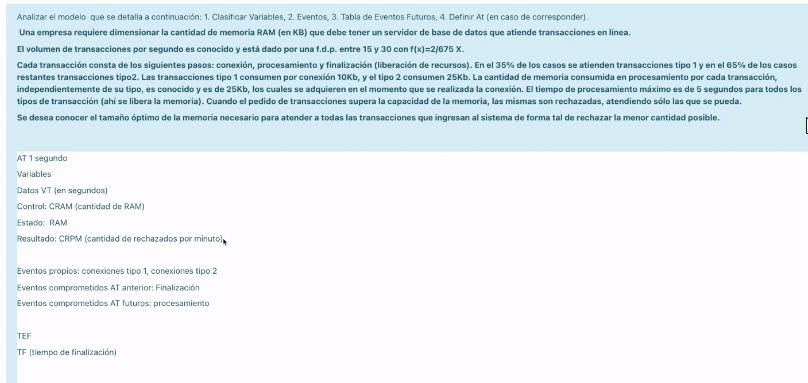 Analizar el modelo que se detalla a continuación: 1. Clasificar Variables, 2. Eventos, 3. Tabla de Eventos Futuros, 4. Definir At (en caso de corresponder).
Una empresa requiere dimensionar la cantidad de memoria RAM (en KB) que debe tener un servidor de base de datos que atiende transacciones en línea.
El volumen de transacciones por segundo es conocido y está dado por una f.d.p. entre 15 y 30 con f(x)=2/675 X.
Cada transacción consta de los siguientes pasos: conexión, procesamiento y finalización (liberación de recursos). En el 35% de los casos se atienden transacciones tipo 1 y en el 65% de los casos
restantes transacciones tipo2. Las transacciones tipo 1 consumen por conexión 10Kb, y el tipo 2 consumen 25Kb. La cantidad de memoria consumida en procesamiento por cada transacción,
independientemente de su tipo, es conocido y es de 25Kb, los cuales se adquieren en el momento que se realizada la conexión. El tiempo de procesamiento máximo es de 5 segundos para todos los
tipos de transacción (ahí se libera la memoria). Cuando el pedido de transacciones supera la capacidad de la memoria, las mismas son rechazadas, atendiendo sólo las que se pueda.
Se desea conocer el tamaño óptimo de la memoria necesario para atender a todas las transacciones que ingresan al sistema de forma tal de rechazar la menor cantidad posible.
AT 1 segundo
Variables
Datos VT (en segundos)
Control: CRAM (cantidad de RAM)
Estado: RAM
Resultado: CRPM (cantidad de rechazados por minuto)
Eventos propios: conexiones tipo 1, conexiones tipo 2
Eventos comprometidos AT anterior: Finalización
Eventos comprometidos AT futuros: procesamiento
TEF
TF (tiempo de finalización)